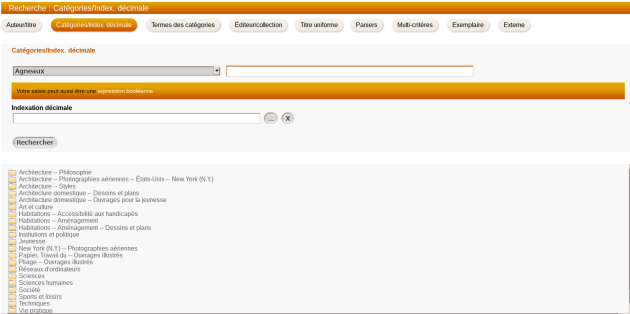 Recherche : Catégories/Index. décimale
Auteur/titre Catégories/Index. décimale Termes des catégories Éditeur/collection Titre uniforme Paniers Multi-critères Exemplaire Externe
Catégories/Index. décimale
Agneaux
Votre saisie peut aussi être une expression booléenne .
Indexation décimale
... X
Rechercher
Architecture -- Philosophie
Architecture -- Photographies aériennes -- États-Unis -- New York (N.Y.)
Architecture -- Styles
Architecture domestique -- Dessins et plans
Architecture domestique -- Ouvrages pour la jeunesse
Art et culture
Habitations -- Accessibilité aux handicapés
Habitations -- Aménagement
Habitations -- Aménagement -- Dessins et plans
Institutions et politique
Jeunesse
New York (N.Y.) -- Photographies aériennes
Papier, Travail du -- Ouvrages illustrés
Pliage -- Ouvrages illustrés
Réseaux d'ordinateurs
Sciences
Sciences humaines
Société
Sports et loisirs
Techniques
Vie pratique